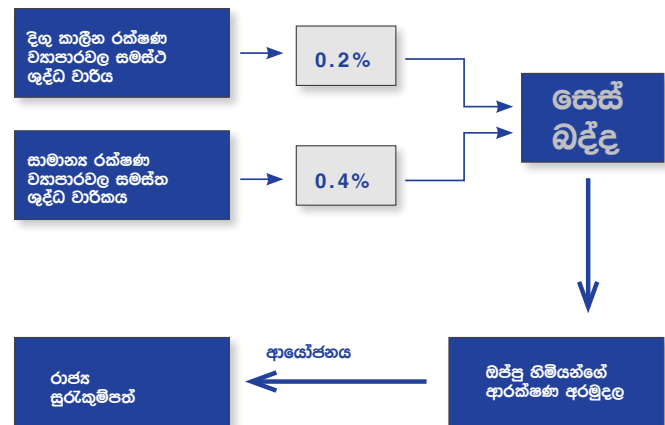 දිගු කාලීන රක්ෂණ
ව්‍යාපාරවල සමස්ථ
ශුද්ධ වාරිය
0.2%
සෙස්
බද්ද
සාමාන්‍ය රක්ෂණ
ව්‍යාපාරවල සමස්ත
ශුද්ධ වාරිකය
0.4%
ආයෝජනය
රාජ්‍ය
සුරැකුම්පත්
ඔප්පු හිමියන්ගේ
ආරක්ෂණ අරමුදල